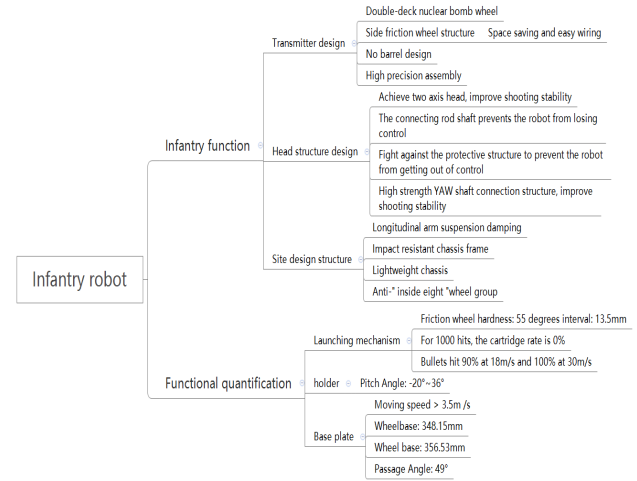 Infantry robot
Infantry function
Transmitter design
Double-deck nuclear bomb wheel
Side friction wheel structure
Space saving and easy wiring
No barrel design
High precision assembly
Head structure design
Achieve two axis head, improve shooting stability
The connecting rod shaft prevents the robot from losing
control
Fight against the protective structure to prevent the robot
from getting out of control
High strength YAW shaft connection structure, improve
shooting stability
Site design structure
Longitudinal arm suspension damping
Impact resistant chassis frame
Lightweight chassis
Anti-" inside eight "wheel group
Functional quantification
Launching mechanism
Friction wheel hardness: 55 degrees interval: 13.5mm
For 1000 hits, the cartridge rate is 0%
Bullets hit 90% at 18m/s and 100% at 30m/s
holder
Pitch Angle: -20°~36°
Base plate
Moving speed > 3.5m /s
Wheelbase: 348.15mm
Wheel base: 356.53mm
Passage Angle: 49°